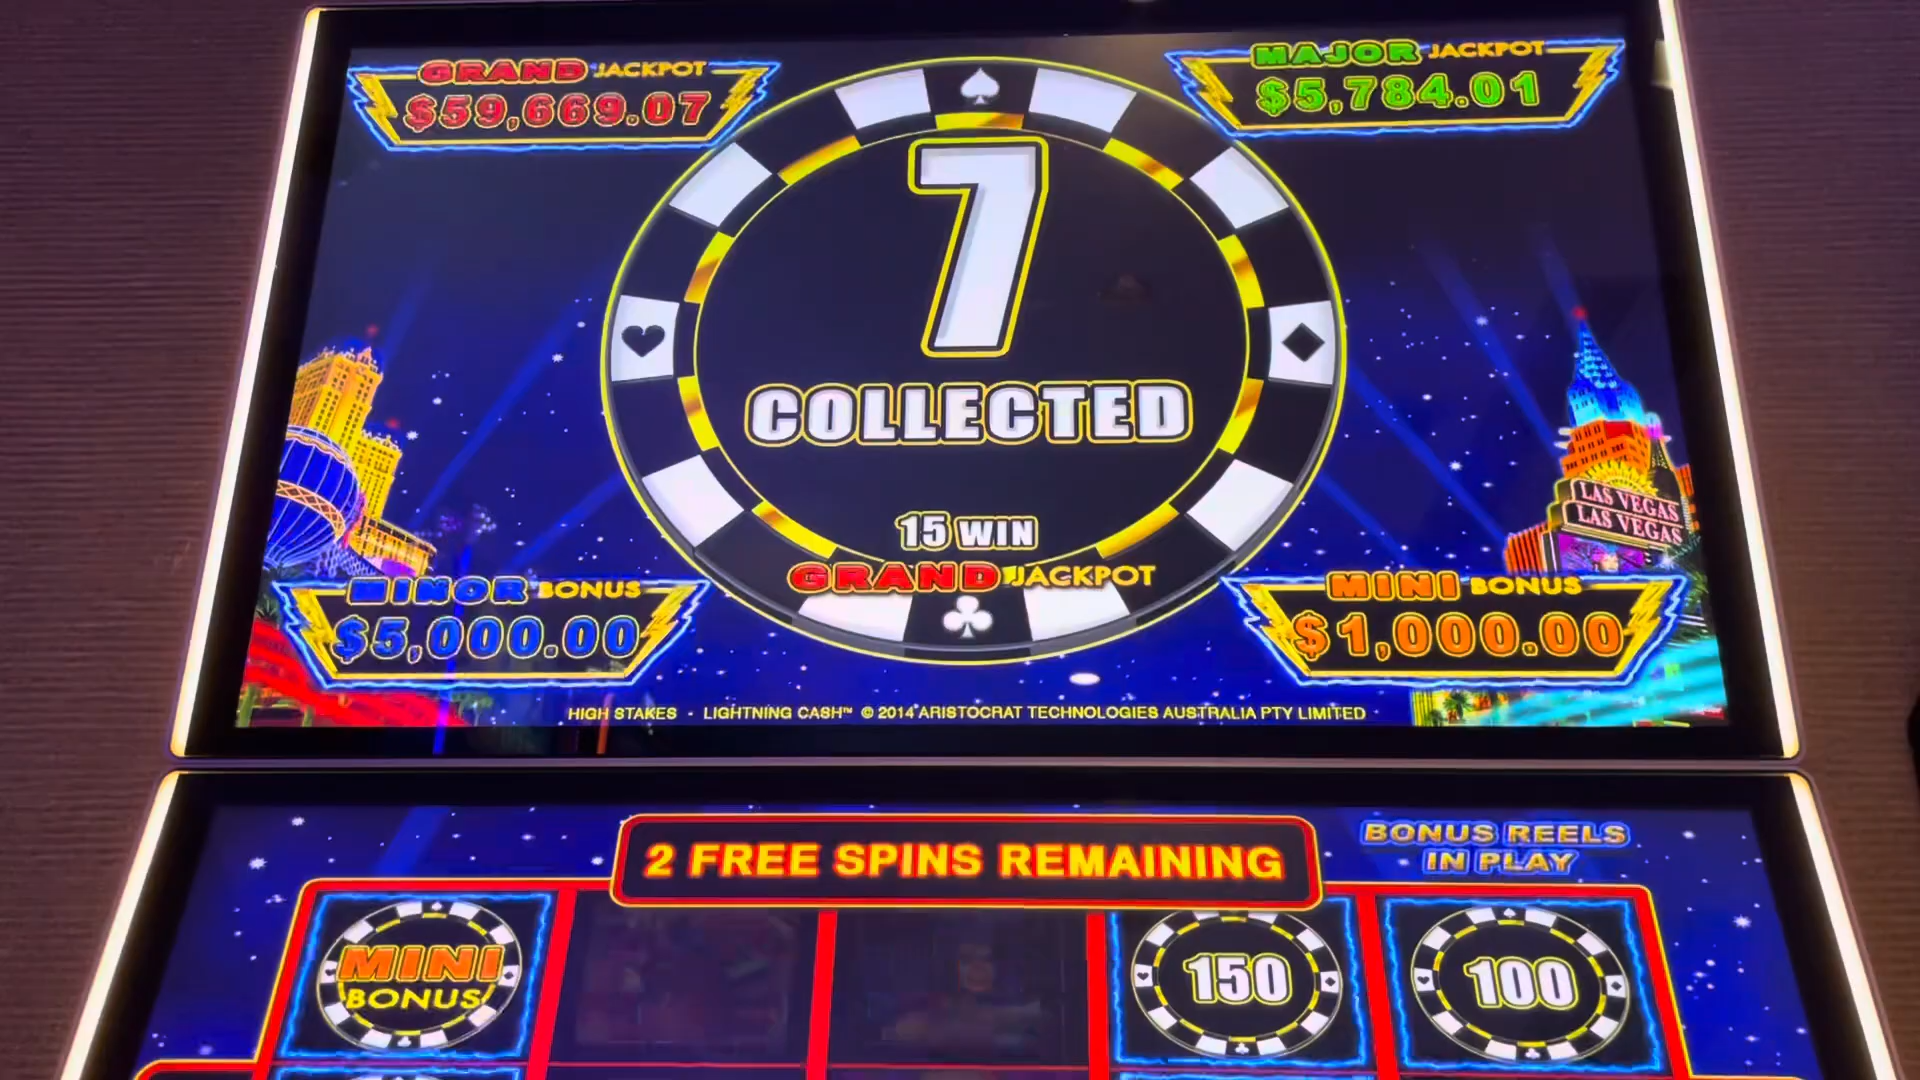 GRAND JACKPOT
$59,669.07
MAJOR JACKPOT
$5,784.01
7
COLLECTED
15 WIN
GRAND JACKPOT
MINOR BONUS
$5,000.00
MINI BONUS
$1,000.00
LAS VEGAS
LAS VEGAS
HIGH STAKES - LIGHTNING CASH™ © 2014 ARISTOCRAT TECHNOLOGIES AUSTRALIA PTY LIMITED
2 FREE SPINS REMAINING
BONUS REELS
IN PLAY
MINI
BONUS
150
100